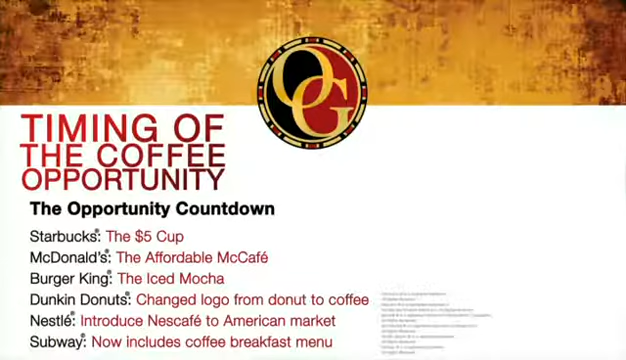 OG
TIMING OF
THE COFFEE
OPPORTUNITY
The Opportunity Countdown
Starbucks®: The $5 Cup
McDonald's®: The Affordable McCafé
Burger King®: The Iced Mocha
Dunkin Donuts®: Changed logo from donut to coffee
Nestlé®: Introduce Nescafé to American market
Subway®: Now includes coffee breakfast menu